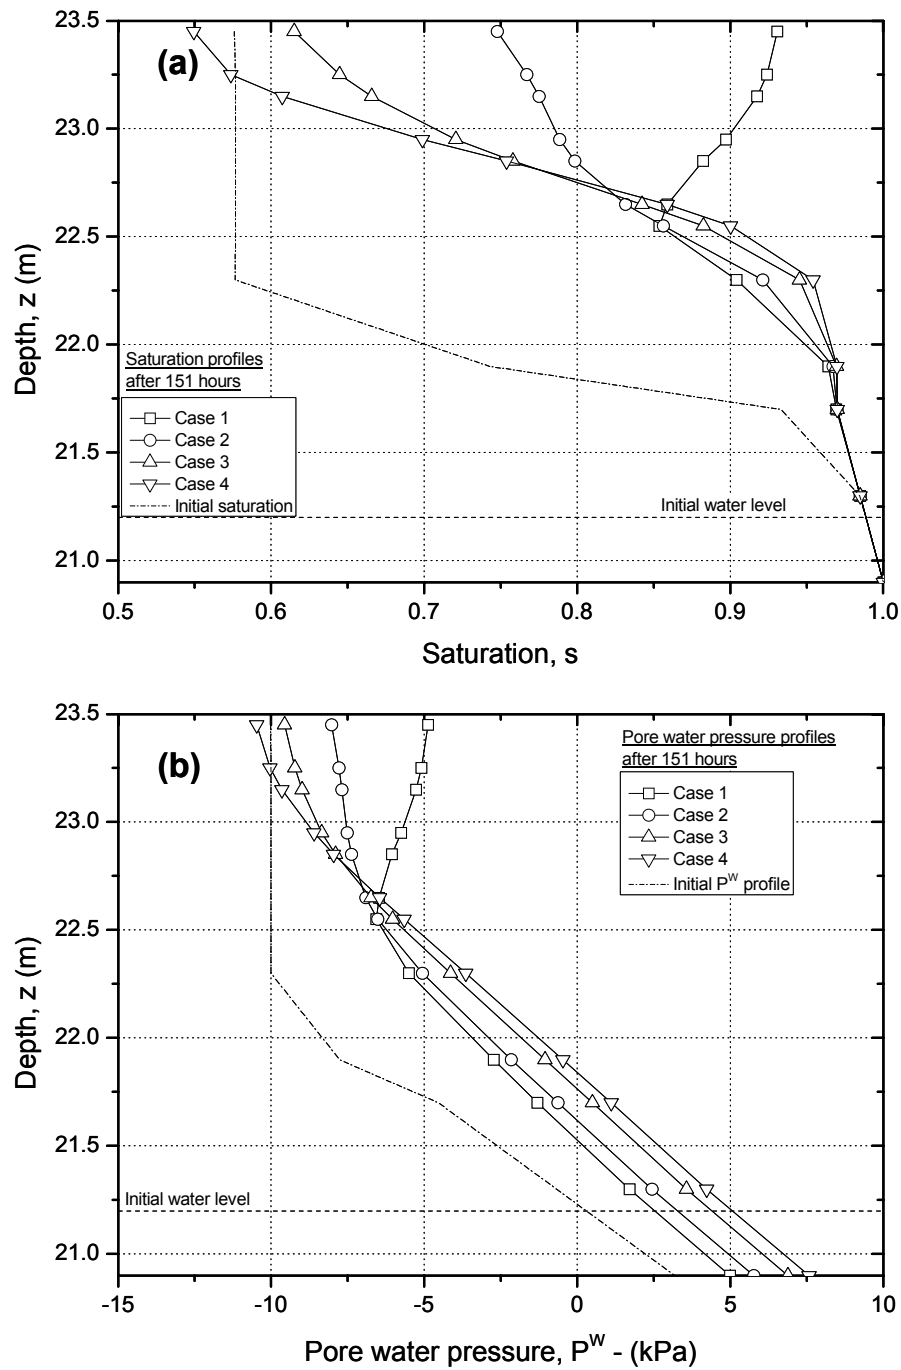 (a)
23.5
23.0
22.5
22.0
21.5
21.0
Depth, z (m)
Saturation profiles
after 151 hours
Case 1
Case 2
Case 3
Case 4
Initial saturation
Initial water level
0.5 0.6 0.7 0.8 0.9 1.0
Saturation, s
(b)
23.5
23.0
22.5
22.0
21.5
21.0
Depth, z (m)
Pore water pressure profiles
after 151 hours
Case 1
Case 2
Case 3
Case 4
Initial P^W profile
Initial water level
-15 -10 -5 0 5 10
Pore water pressure, P^W - (kPa)